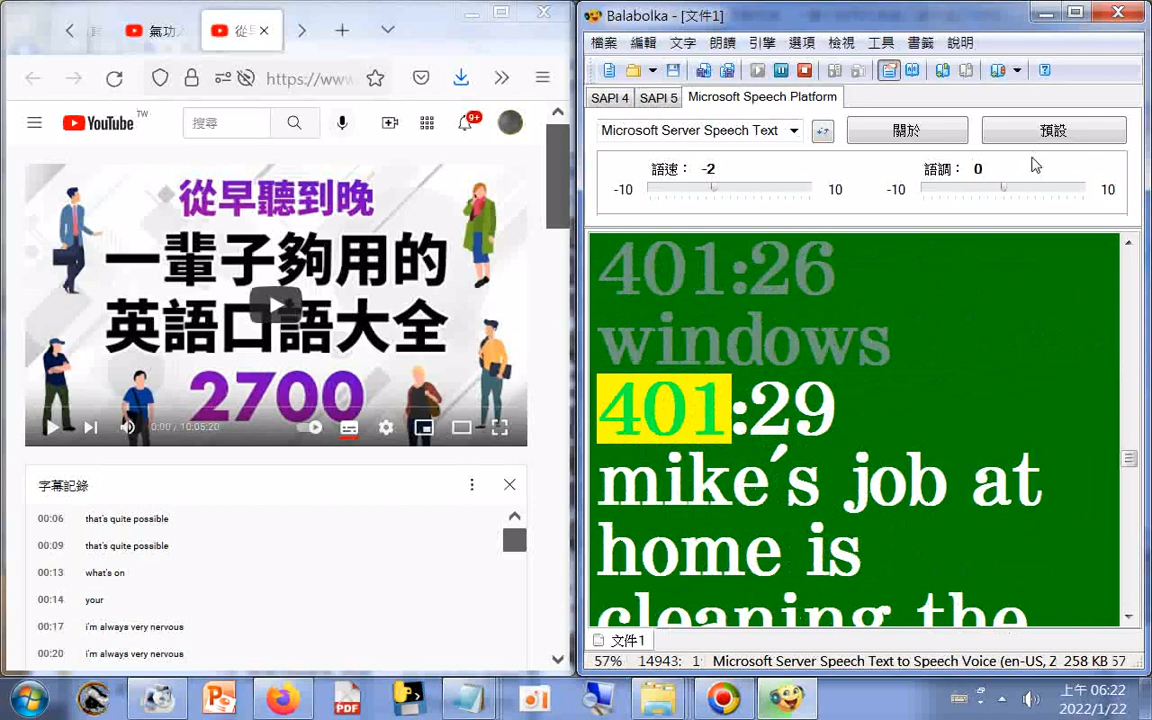 從
https://www
YouTube TW
搜尋
9+
從早聽到晚
一輩子夠用的
英語口語大全
2700
0:00 / 10:05:20
字幕記錄
00:06 that's quite possible
00:09 that's quite possible
00:13 what's on
00:14 your
00:17 i'm always very nervous
00:20 i'm always very nervous
Balabolka - [文件1]
檔案 編輯 文字 朗讀 引擎 選項 檢視 工具 書籤 說明
SAPI 4 SAPI 5 Microsoft Speech Platform
Microsoft Server Speech Text 關於 預設
語速： -2 語調： 0
-10 10 -10 10
401:26
windows
401:29
mike's job at
home is
cleaning the
文件1
57% 14943: 1 Microsoft Server Speech Text to Speech Voice (en-US, Z 258 KB 57
PDF
上午 06:22
2022/1/22